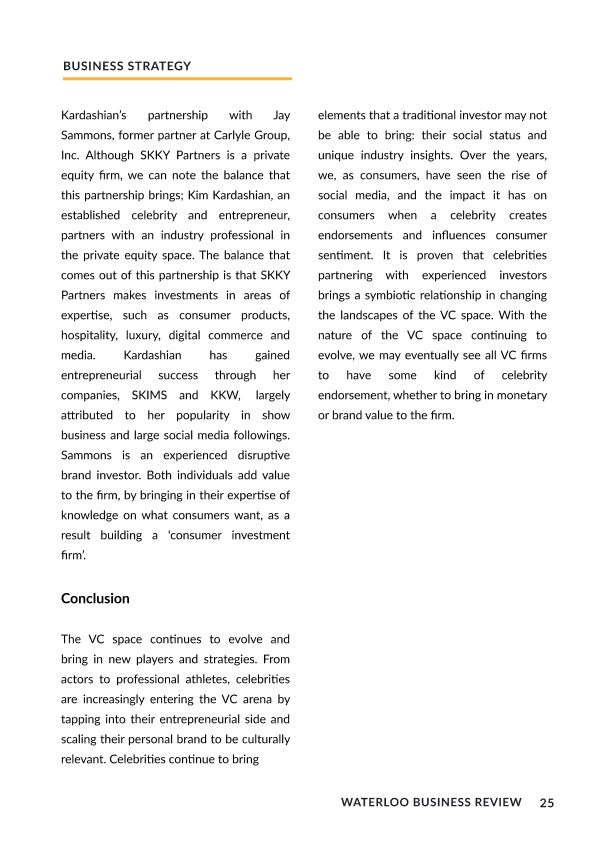 BUSINESS STRATEGY
Kardashian's partnership with Jay
Sammons, former partner at Carlyle Group,
Inc. Although SKKY Partners is a private
equity firm, we can note the balance that
this partnership brings; Kim Kardashian, an
established celebrity and entrepreneur,
partners with an industry professional in
the private equity space. The balance that
comes out of this partnership is that SKKY
Partners makes investments in areas of
expertise, such as consumer products,
hospitality, luxury, digital commerce and
media. Kardashian has gained
entrepreneurial success through her
companies, SKIMS and KKW, largely
attributed to her popularity in show
business and large social media followings.
Sammons is an experienced disruptive
brand investor. Both individuals add value
to the firm, by bringing in their expertise of
knowledge on what consumers want, as a
result building a ‘consumer investment
firm’.
Conclusion
The VC space continues to evolve and
bring in new players and strategies. From
actors to professional athletes, celebrities
are increasingly entering the VC arena by
tapping into their entrepreneurial side and
scaling their personal brand to be culturally
relevant. Celebrities continue to bring
elements that a traditional investor may not
be able to bring: their social status and
unique industry insights. Over the years,
we, as consumers, have seen the rise of
social media, and the impact it has on
consumers when a celebrity creates
endorsements and influences consumer
sentiment. It is proven that celebrities
partnering with experienced investors
brings a symbiotic relationship in changing
the landscapes of the VC space. With the
nature of the VC space continuing to
evolve, we may eventually see all VC firms
to have some kind of celebrity
endorsement, whether to bring in monetary
or brand value to the firm.
WATERLOO BUSINESS REVIEW 25